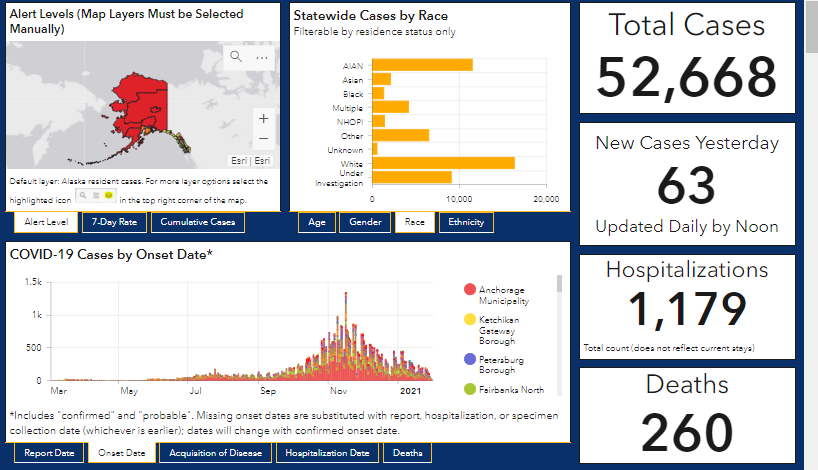 Alert Levels (Map Layers Must be Selected
Manually)
Esri | Esri
Default layer: Alaska resident cases. For more layer options select the
highlighted icon in the top right corner of the map.
Alert Level
7-Day Rate
Cumulative Cases
Statewide Cases by Race
Filterable by residence status only
AIAN
Asian
Black
Multiple
NHOPI
Other
Unknown
White
Under
Investigation
0
10,000
20,000
Age
Gender
Race
Ethnicity
Total Cases
52,668
New Cases Yesterday
63
Updated Daily by Noon
Hospitalizations
1,179
Total count (does not reflect current stays)
Deaths
260
COVID-19 Cases by Onset Date*
1.5k
1k
500
0
Mar
May
Jul
Sep
Nov
2021
Anchorage
Municipality
Ketchikan
Gateway
Borough
Petersburg
Borough
Fairbanks North
*Includes "confirmed" and "probable". Missing onset dates are substituted with report, hospitalization, or specimen
collection date (whichever is earlier); dates will change with confirmed onset date.
Report Date
Onset Date
Acquisition of Disease
Hospitalization Date
Deaths